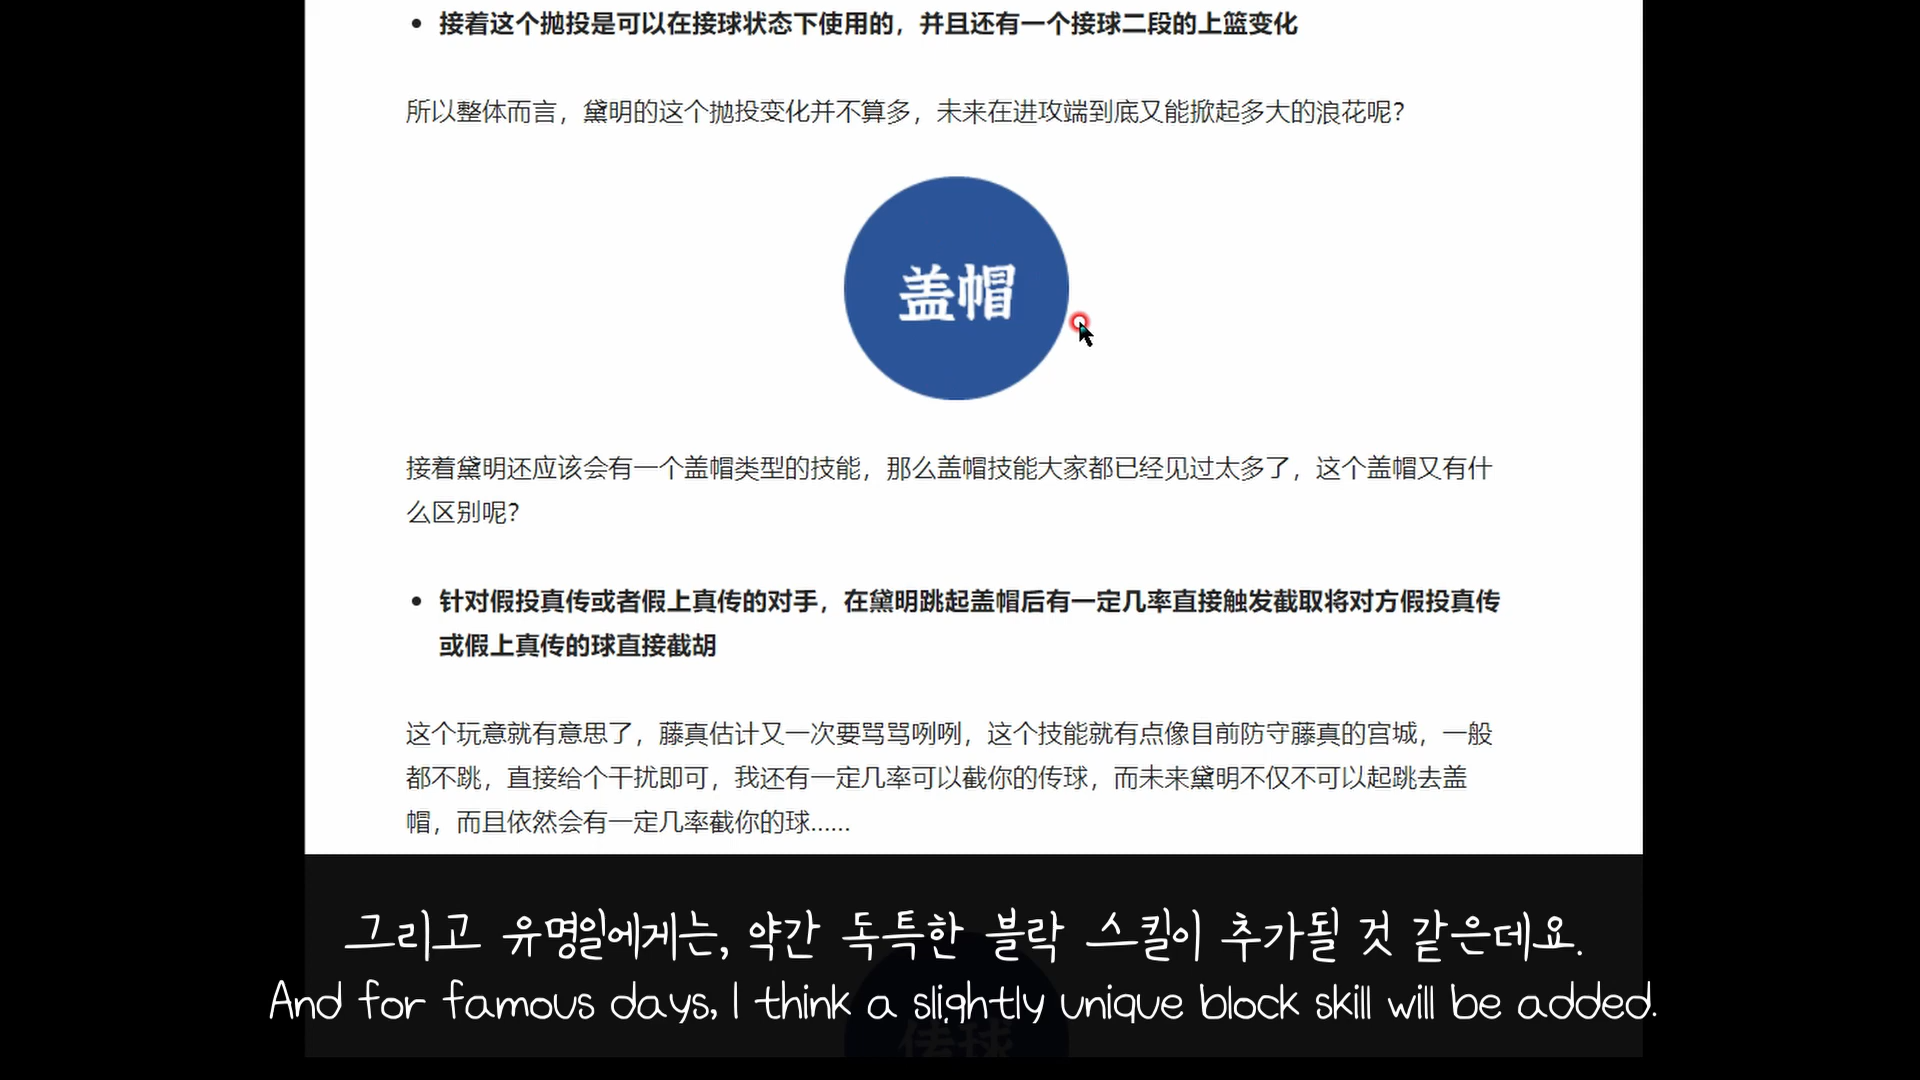 接着这个抛投是可以在接球状态下使用的，并且还有一个接球二段的上篮变化
所以整体而言，黛明的这个抛投变化并不算多，未来在进攻端到底又能掀起多大的浪花呢？
盖帽
接着黛明还应该会有一个盖帽类型的技能，那么盖帽技能大家都已经见过太多了，这个盖帽又有什
么区别呢？
针对假投真传或者假上真传的对手，在黛明跳起盖帽后有一定几率直接触发截取将对方假投真传
或假上真传的球直接截胡
这个玩意就有意思了，藤真估计又一次要骂骂咧咧，这个技能就有点像目前防守藤真的宫城，一般
都不跳，直接给个干扰即可，我还有一定几率可以截你的传球，而未来黛明不仅不可以起跳去盖
帽，而且依然会有一定几率截你的球......
그리고 유명일에게는, 약간 독특한 블락 스킬이 추가될 것 같은데요.
And for famous days, I think a slightly unique block skill will be added.
传球